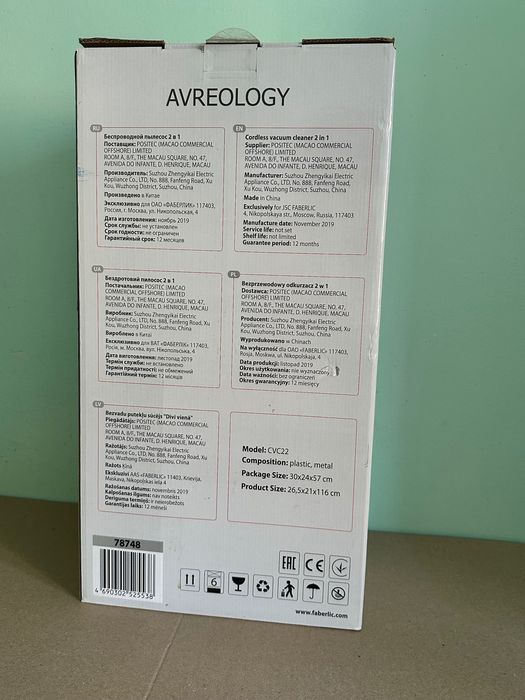 AVREOLOGY
RU
Беспроводной пылесос 2 в 1
Поставщик: POSITEC (MACAO COMMERCIAL
OFFSHORE) LIMITED
ROOM A, 8/F, THE MACAU SQUARE, NO. 47,
AVENIDA DO INFANTE, D. HENRIQUE, MACAU
Производитель: Suzhou Zhengyikai Electric
Appliance Co., LTD, No. 888, Fanfeng Road, Xu
Kou, Wuzhong District, Suzhou, China
Произведено в Китае
Эксклюзивно для ОАО «ФАБЕРЛИК» 117403,
Россия, г. Москва, ул. Никопольская, 4
Дата изготовления: ноябрь 2019
Срок службы: не установлен
Срок годности: не ограничен
Гарантийный срок: 12 месяцев
EN
Cordless vacuum cleaner 2 in 1
Supplier: POSITEC (MACAO COMMERCIAL
OFFSHORE) LIMITED
ROOM A, 8/F, THE MACAU SQUARE, NO. 47,
AVENIDA DO INFANTE, D. HENRIQUE, MACAU
Manufacturer: Suzhou Zhengyikai Electric
Appliance Co., LTD, No. 888, Fanfeng Road, Xu
Kou, Wuzhong District, Suzhou, China
Made in China
Exclusively for JSC FABERLIC
4, Nikopolskaya str., Moscow, Russia, 117403
Manufacture date: November 2019
Service life: not set
Shelf life: not limited
Guarantee period: 12 months
UA
Бездротовий пилосос 2 в 1
Постачальник: POSITEC (MACAO
COMMERCIAL OFFSHORE) LIMITED
ROOM A, 8/F, THE MACAU SQUARE, NO. 47,
AVENIDA DO INFANTE, D. HENRIQUE, MACAU
Виробник: Suzhou Zhengyikai Electric
Appliance Co., LTD, No. 888, Fanfeng Road, Xu
Kou, Wuzhong District, Suzhou, China
Вироблено в Китаї
Ексклюзивно для ВАТ «ФАБЕРЛІК» 117403,
Росія, м. Москва, вул. Нікопольська, 4
Дата виготовлення: листопад 2019
Термін служби: не встановлено
Термін придатності: не обмежений
Гарантійний термін: 12 місяців
PL
Bezprzewodowy odkurzacz 2 w 1
Dostawca: POSITEC (MACAO
COMMERCIAL OFFSHORE) LIMITED
ROOM A, 8/F, THE MACAU SQUARE, NO. 47,
AVENIDA DO INFANTE, D. HENRIQUE, MACAU
Producent: Suzhou Zhengyikai Electric
Appliance Co., LTD, No. 888, Fanfeng Road, Xu
Kou, Wuzhong District, Suzhou, China
Wyprodukowano w Chinach
Na wyłączność dla OAO «FABERLIC» 117403,
Rosja, Moskwa, ul. Nikopolskaja, 4
Data produkcji: listopad 2019
Okres użytkowania: nie wyznaczony
Data ważności: bez ograniczeń
Okres gwarancyjny: 12 miesięcy
LV
Bezvadu putekļu sūcējs "Divi vienā"
Piegādātājs: POSITEC (MACAO COMMERCIAL
OFFSHORE) LIMITED
ROOM A, 8/F, THE MACAU SQUARE, NO. 47,
AVENIDA DO INFANTE, D. HENRIQUE, MACAU
Ražotājs: Suzhou Zhengyikai Electric
Appliance Co., LTD, No. 888, Fanfeng Road, Xu
Kou, Wuzhong District, Suzhou, China
Ražots Ķīnā
Ekskluzīvi AAS «FABERLIC» 117403, Krievija,
Maskava, Nikopoļskas iela 4
Ražošanas datums: novembris 2019
Kalpošanas ilgums: nav noteikts
Derīguma termiņš: ir neierobežots
Garantijas laiks: 12 mēneši
Model: CVC22
Composition: plastic, metal
Package Size: 30x24x57 cm
Product Size: 26,5x21x116 cm
78748
4 690302 525538
6
EAC
CE
www.faberlic.com